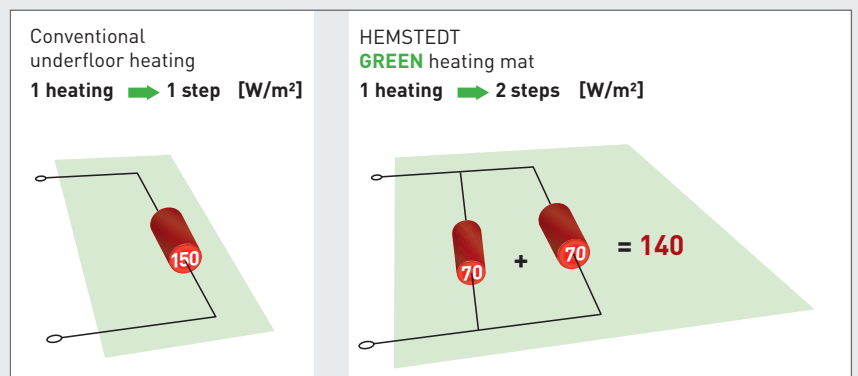 Conventional
underfloor heating
1 heating → 1 step [W/m²]
150
HEMSTEDT
GREEN heating mat
1 heating → 2 steps [W/m²]
70 + 70 = 140